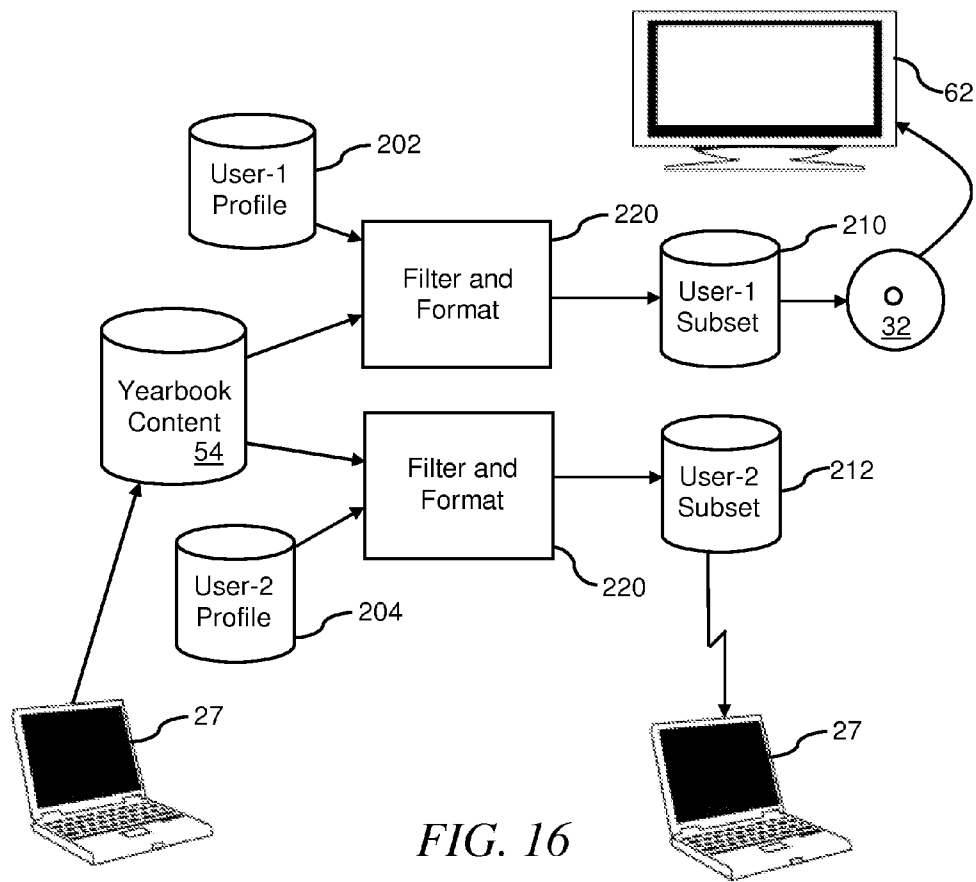 62
User-1
Profile
202
220
Filter and
Format
210
User-1
Subset
32
Yearbook
Content
54
Filter and
Format
220
User-2
Subset
212
User-2
Profile
204
27
27
FIG. 16